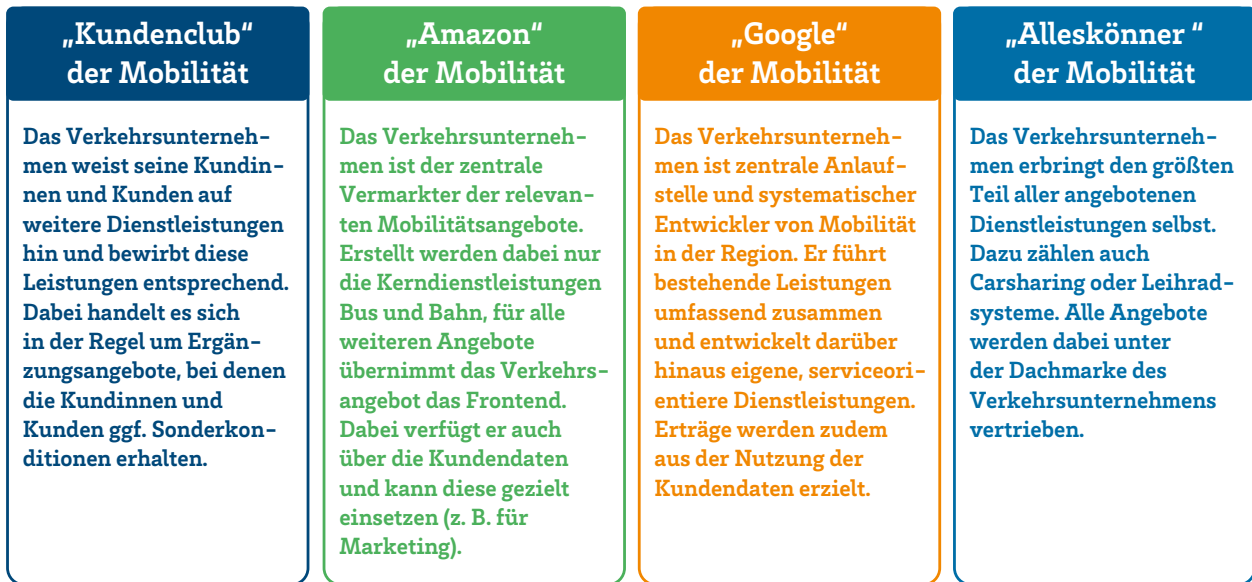 „Kundenclub“
der Mobilität
Das Verkehrsunterneh-
men weist seine Kundin-
nen und Kunden auf
weitere Dienstleistungen
hin und bewirbt diese
Leistungen entsprechend.
Dabei handelt es sich
in der Regel um Ergän-
zungsangebote, bei denen
die Kundinnen und
Kunden ggf. Sonderkon-
ditionen erhalten.
„Amazon“
der Mobilität
Das Verkehrsunterneh-
men ist der zentrale
Vermarkter der relevan-
ten Mobilitätsangebote.
Erstellt werden dabei nur
die Kerndienstleistungen
Bus und Bahn, für alle
weiteren Angebote
übernimmt das Verkehrs-
angebot das Frontend.
Dabei verfügt er auch
über die Kundendaten
und kann diese gezielt
einsetzen (z. B. für
Marketing).
„Google“
der Mobilität
Das Verkehrsunterneh-
men ist zentrale Anlauf-
stelle und systematischer
Entwickler von Mobilität
in der Region. Er führt
bestehende Leistungen
umfassend zusammen
und entwickelt darüber
hinaus eigene, serviceori-
entiere Dienstleistungen.
Erträge werden zudem
aus der Nutzung der
Kundendaten erzielt.
„Alleskönner “
der Mobilität
Das Verkehrsunterneh-
men erbringt den größten
Teil aller angebotenen
Dienstleistungen selbst.
Dazu zählen auch
Carsharing oder Leihrad-
systeme. Alle Angebote
werden dabei unter
der Dachmarke des
Verkehrsunternehmens
vertrieben.